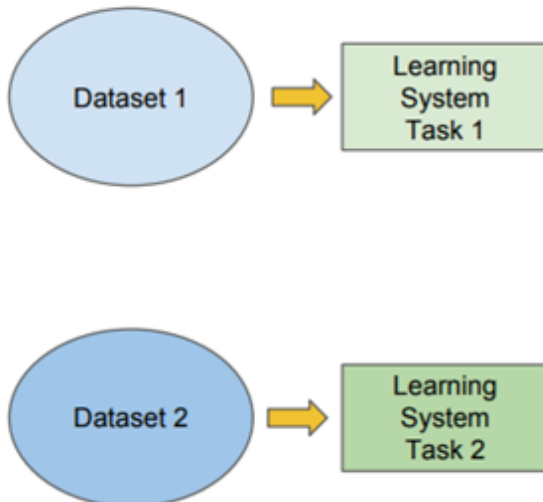 Dataset 1
Learning
System
Task 1
Dataset 2
Learning
System
Task 2